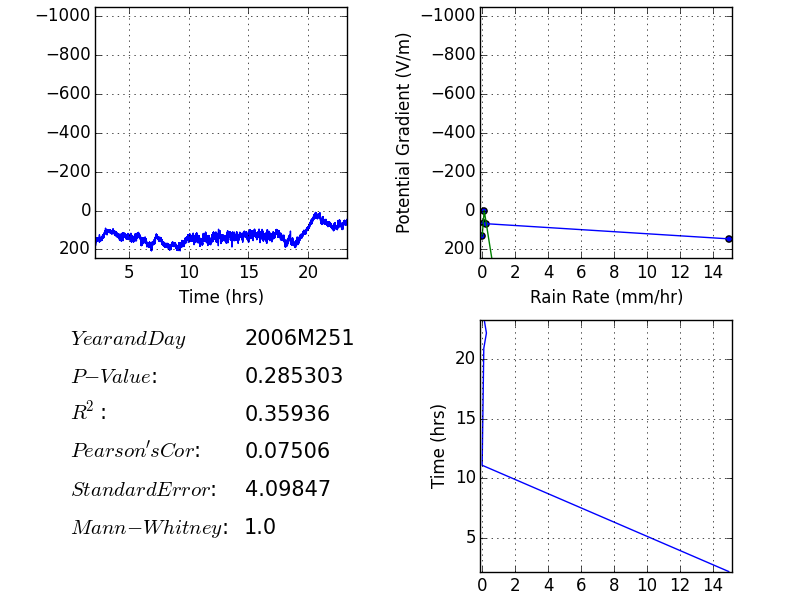 −1000
−800
−600
−400
−200
0
200
5 10 15 20
Time (hrs)
Potential Gradient (V/m)
−1000
−800
−600
−400
−200
0
200
0 2 4 6 8 10 12 14
Rain Rate (mm/hr)
YearandDay 2006M251
P−Value: 0.285303
R²: 0.35936
Pearson'sCor: 0.07506
StandardError: 4.09847
Mann−Whitney: 1.0
Time (hrs)
20
15
10
5
0 2 4 6 8 10 12 14